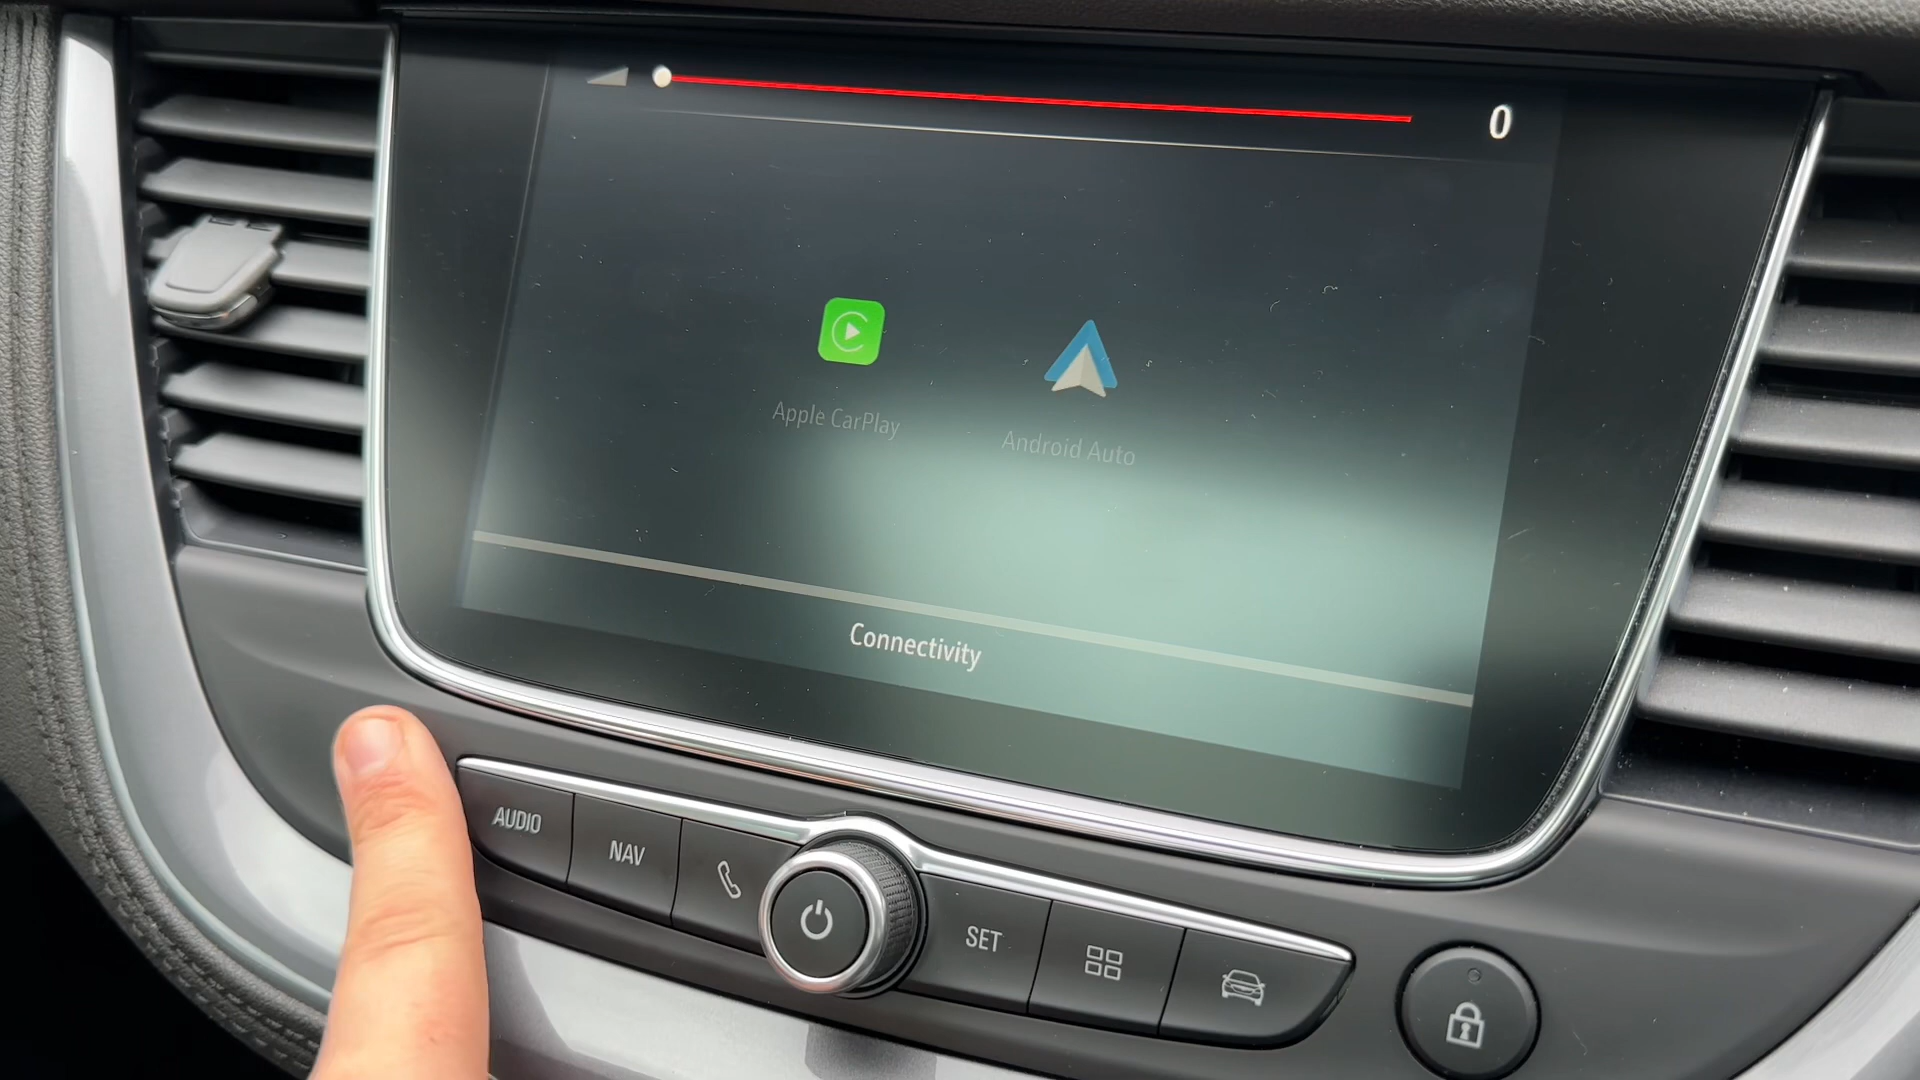 0
Apple CarPlay
Android Auto
Connectivity
AUDIO
NAV
SET